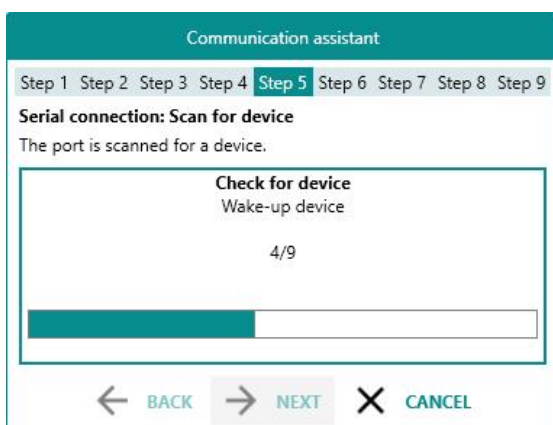 Communication assistant
Step 1 Step 2 Step 3 Step 4 Step 5 Step 6 Step 7 Step 8 Step 9
Serial connection: Scan for device
The port is scanned for a device.
Check for device
Wake-up device
4/9
BACK NEXT CANCEL